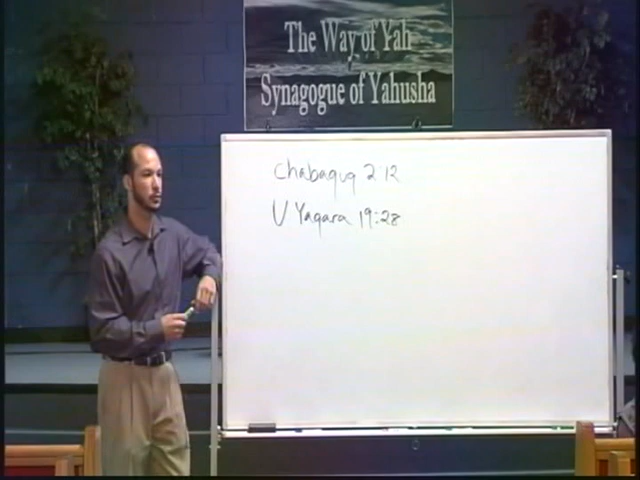 The Way of Yah
Synagogue of Yahusha
Chabaquq 2 12
U Yaqara 19:28